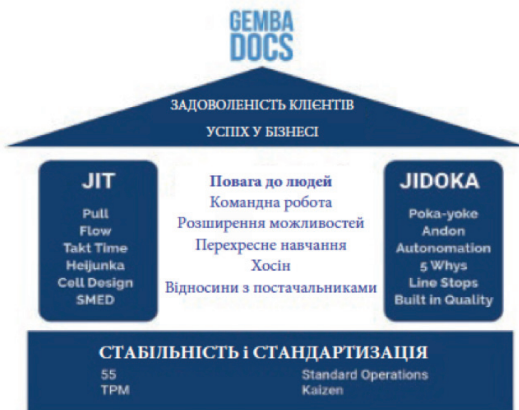 GEMBA
DOCS
ЗАДОВОЛЕНІСТЬ КЛІЄНТІВ
УСПІХ У БІЗНЕСІ
JIT
Pull
Flow
Takt Time
Heijunka
Cell Design
SMED
Повага до людей
Командна робота
Розширення можливостей
Перехресне навчання
Хосін
Відносини з постачальниками
JIDOKA
Poka-yoke
Andon
Autonomation
5 Whys
Line Stops
Built in Quality
СТАБІЛЬНІСТЬ і СТАНДАРТИЗАЦІЯ
55
TPM
Standard Operations
Kaizen